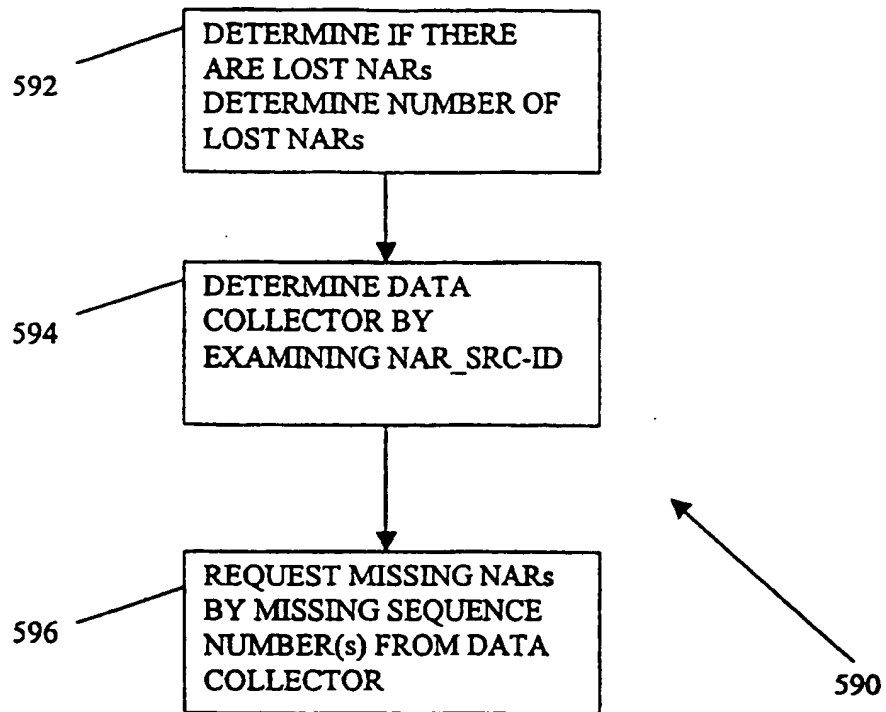 592
DETERMINE IF THERE
ARE LOST NARs
DETERMINE NUMBER OF
LOST NARs
594
DETERMINE DATA
COLLECTOR BY
EXAMINING NAR_SRC-ID
596
REQUEST MISSING NARs
BY MISSING SEQUENCE
NUMBER(s) FROM DATA
COLLECTOR
590